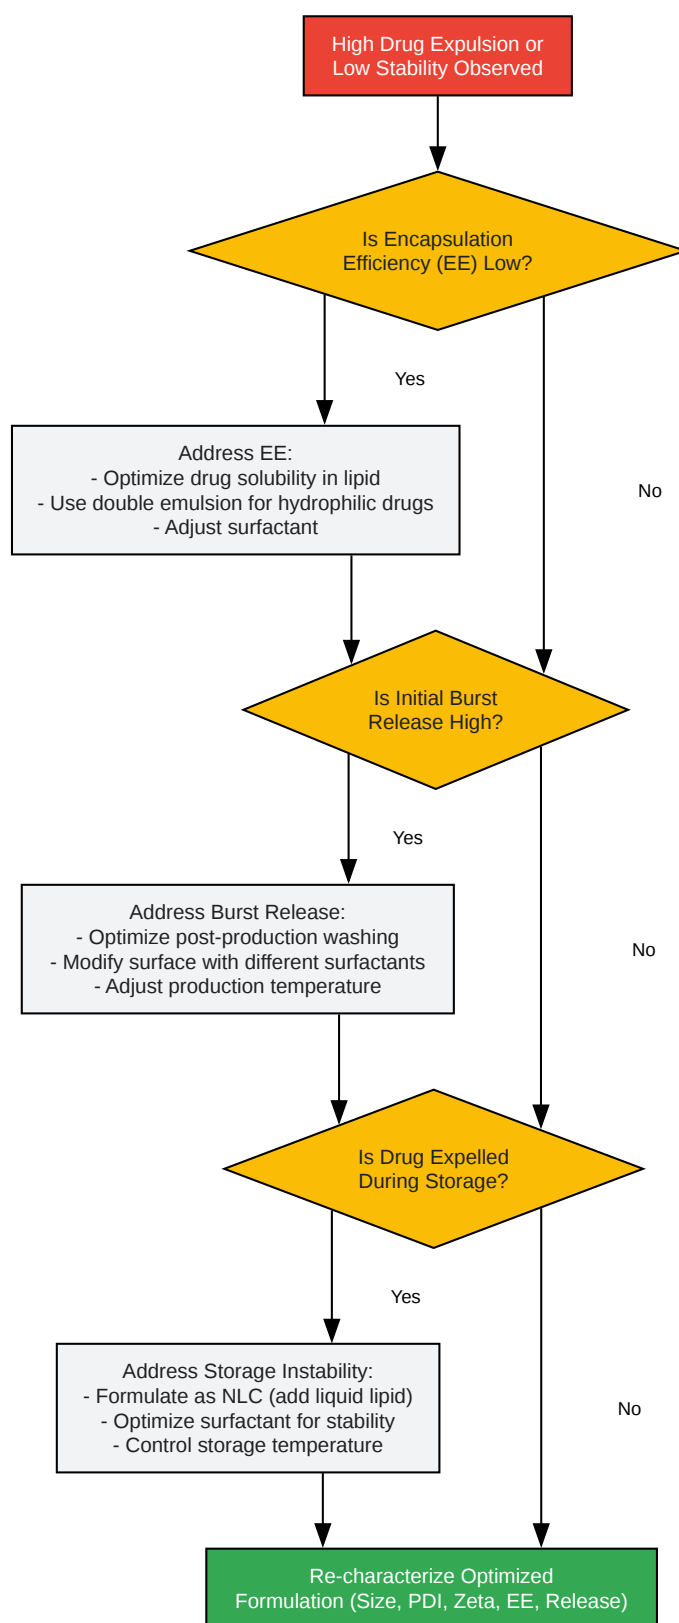 High Drug Expulsion or
Low Stability Observed
Is Encapsulation
Efficiency (EE) Low?
Yes
Address EE:
- Optimize drug solubility in lipid
- Use double emulsion for hydrophilic drugs
- Adjust surfactant
No
Is Initial Burst
Release High?
Yes
Address Burst Release:
- Optimize post-production washing
- Modify surface with different surfactants
- Adjust production temperature
No
Is Drug Expelled
During Storage?
Yes
Address Storage Instability:
- Formulate as NLC (add liquid lipid)
- Optimize surfactant for stability
- Control storage temperature
No
Re-characterize Optimized
Formulation (Size, PDI, Zeta, EE, Release)